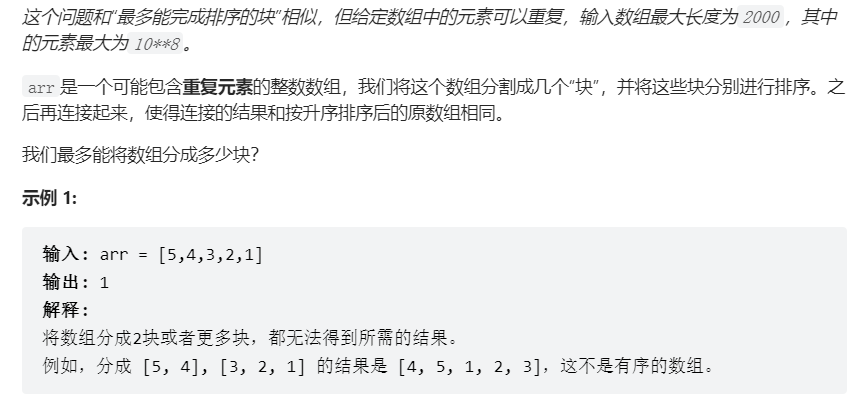 这个问题和“最多能完成排序的块”相似，但给定数组中的元素可以重复，输入数组最大长度为 2000 ，其中
的元素最大为 10**8 。
arr 是一个可能包含重复元素的整数数组，我们将这个数组分割成几个“块”，并将这些块分别进行排序。之
后再连接起来，使得连接的结果和按升序排序后的原数组相同。
我们最多能将数组分成多少块？
示例 1:
输入: arr = [5,4,3,2,1]
输出: 1
解释:
将数组分成2块或者更多块，都无法得到所需的结果。
例如，分成 [5, 4], [3, 2, 1] 的结果是 [4, 5, 1, 2, 3]，这不是有序的数组。